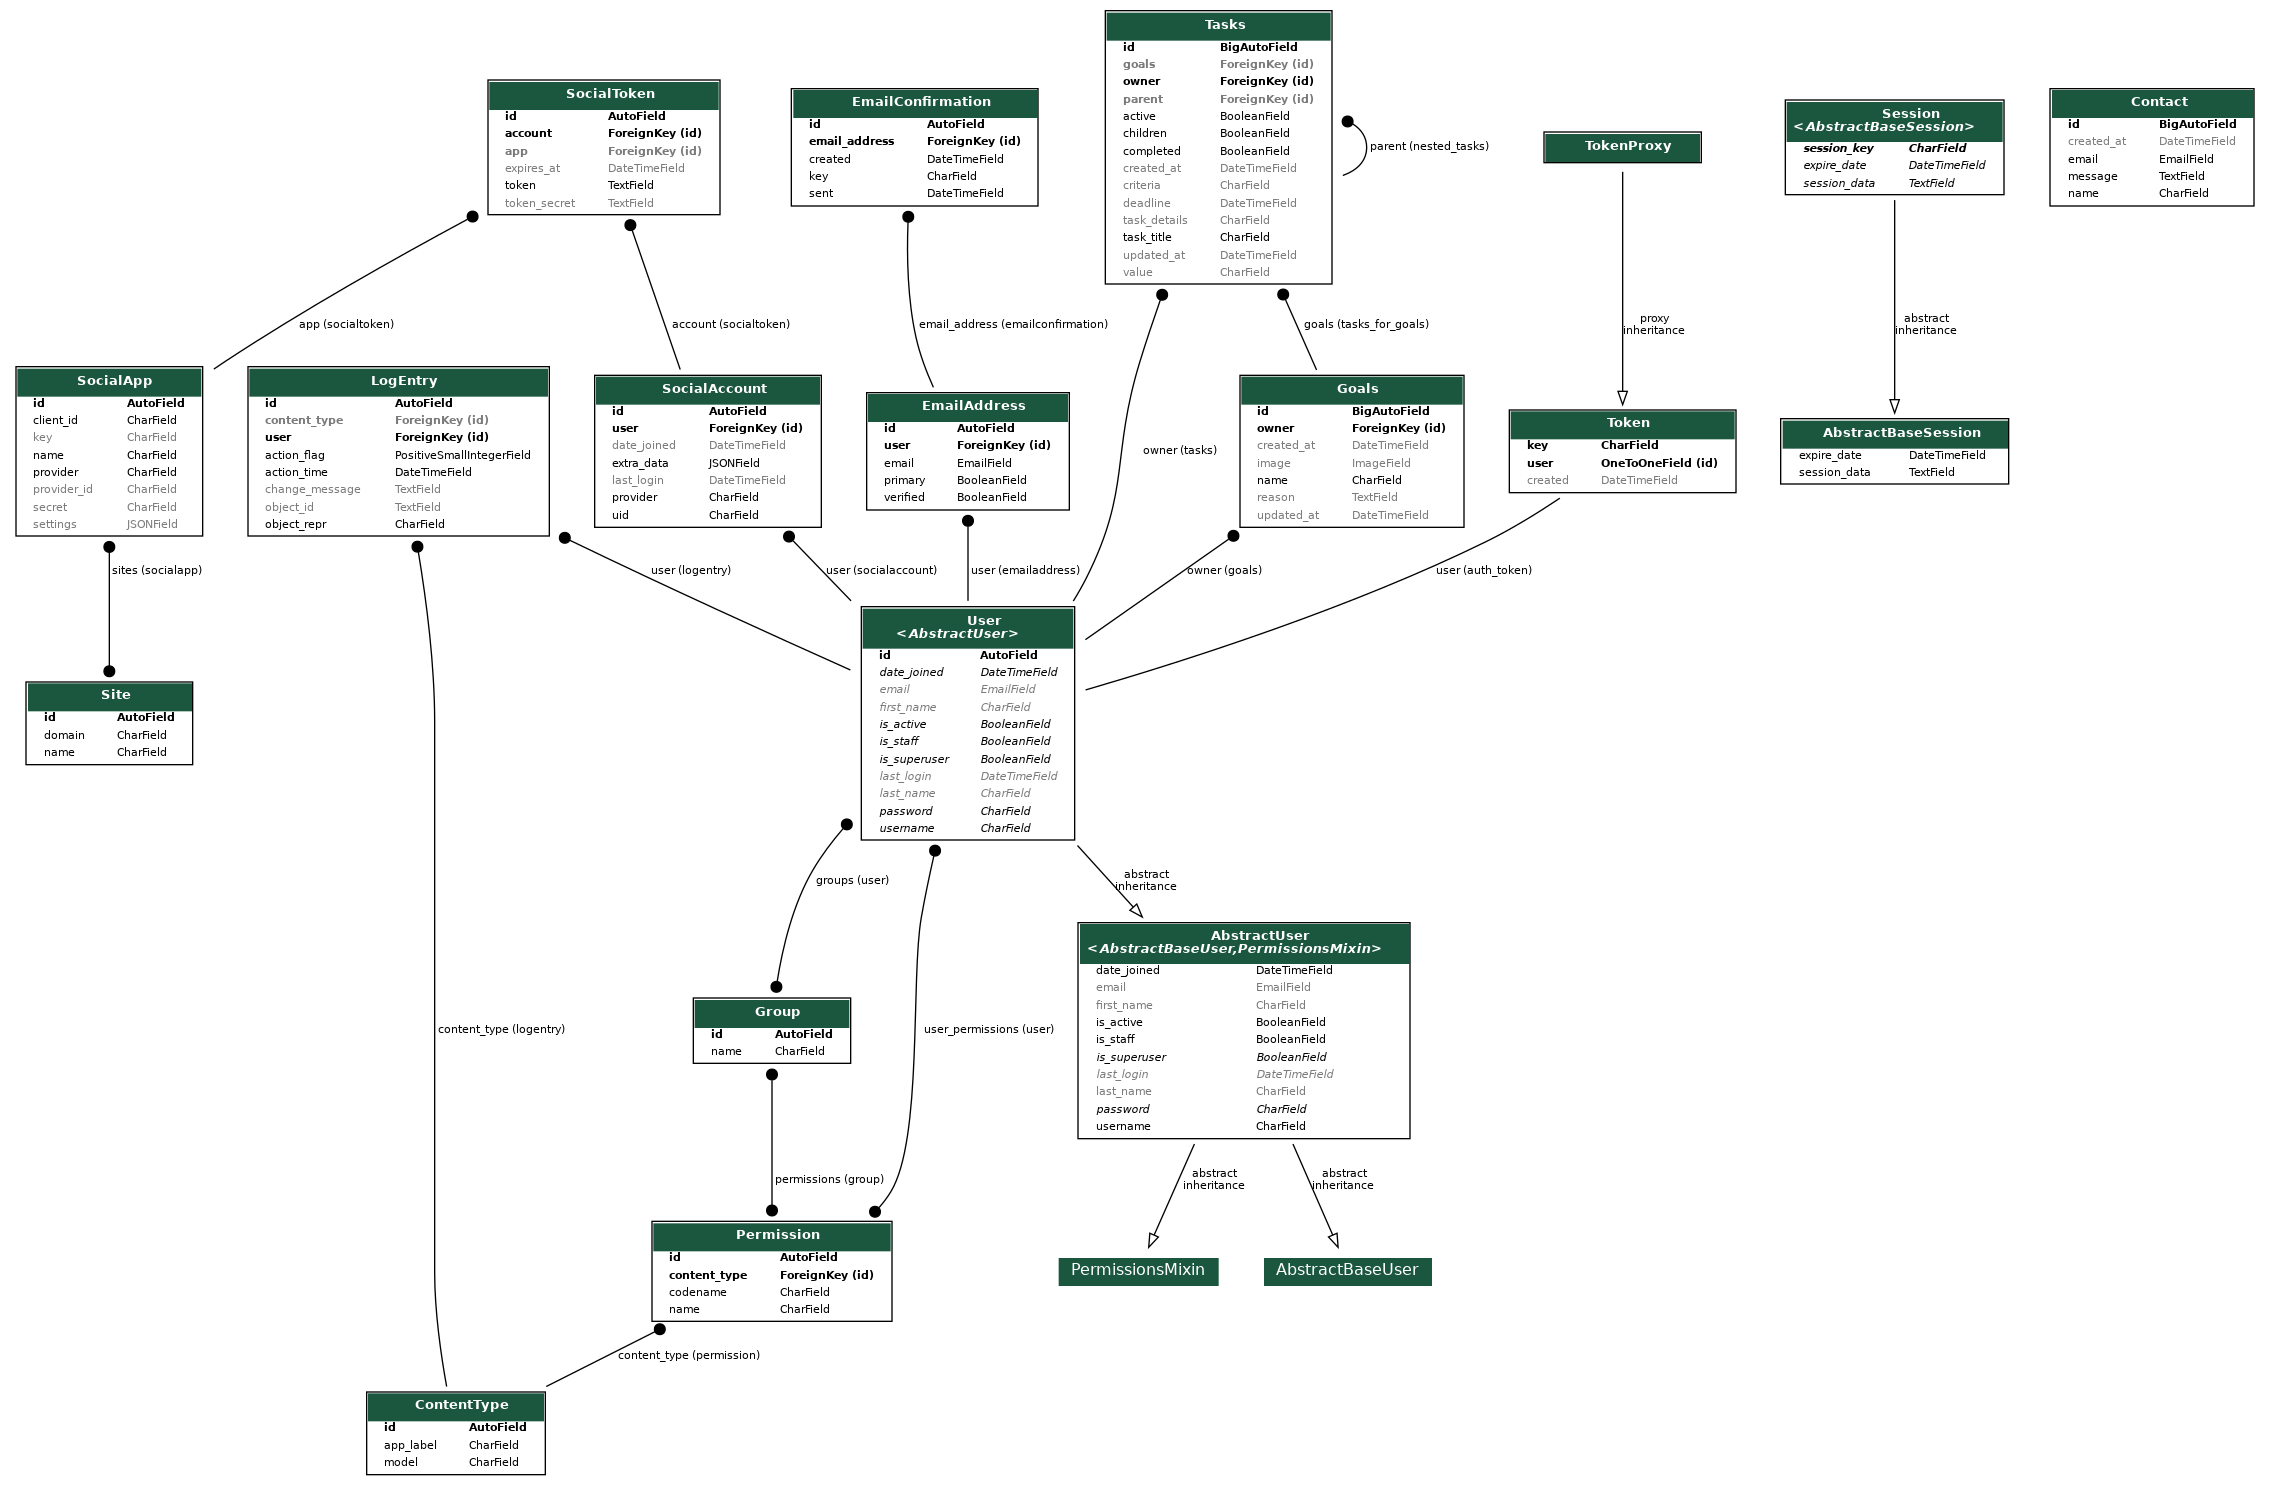 Tasks
id BigAutoField
goals ForeignKey (id)
owner ForeignKey (id)
parent ForeignKey (id)
active BooleanField
children BooleanField
completed BooleanField
created_at DateTimeField
criteria CharField
deadline DateTimeField
task_details CharField
task_title CharField
updated_at DateTimeField
value CharField
parent (nested_tasks)
SocialToken
id AutoField
account ForeignKey (id)
app ForeignKey (id)
expires_at DateTimeField
token TextField
token_secret TextField
EmailConfirmation
id AutoField
email_address ForeignKey (id)
created DateTimeField
key CharField
sent DateTimeField
TokenProxy
Session
<AbstractBaseSession>
session_key CharField
expire_date DateTimeField
session_data TextField
Contact
id BigAutoField
created_at DateTimeField
email EmailField
message TextField
name CharField
app (socialtoken)
account (socialtoken)
email_address (emailconfirmation)
goals (tasks_for_goals)
proxy
inheritance
abstract
inheritance
SocialApp
id AutoField
client_id CharField
key CharField
name CharField
provider CharField
provider_id CharField
secret CharField
settings JSONField
LogEntry
id AutoField
content_type ForeignKey (id)
user ForeignKey (id)
action_flag PositiveSmallIntegerField
action_time DateTimeField
change_message TextField
object_id TextField
object_repr CharField
SocialAccount
id AutoField
user ForeignKey (id)
date_joined DateTimeField
extra_data JSONField
last_login DateTimeField
provider CharField
uid CharField
EmailAddress
id AutoField
user ForeignKey (id)
email EmailField
primary BooleanField
verified BooleanField
owner (tasks)
Goals
id BigAutoField
owner ForeignKey (id)
created_at DateTimeField
image ImageField
name CharField
reason TextField
updated_at DateTimeField
Token
key CharField
user OneToOneField (id)
created DateTimeField
AbstractBaseSession
expire_date DateTimeField
session_data TextField
sites (socialapp)
user (logentry)
user (socialaccount)
user (emailaddress)
owner (goals)
user (auth_token)
Site
id AutoField
domain CharField
name CharField
User
<AbstractUser>
id AutoField
date_joined DateTimeField
email EmailField
first_name CharField
is_active BooleanField
is_staff BooleanField
is_superuser BooleanField
last_login DateTimeField
last_name CharField
password CharField
username CharField
groups (user)
abstract
inheritance
AbstractUser
<AbstractBaseUser,PermissionsMixin>
date_joined DateTimeField
email EmailField
first_name CharField
is_active BooleanField
is_staff BooleanField
is_superuser BooleanField
last_login DateTimeField
last_name CharField
password CharField
username CharField
Group
id AutoField
name CharField
content_type (logentry)
user_permissions (user)
permissions (group)
abstract
inheritance
abstract
inheritance
Permission
id AutoField
content_type ForeignKey (id)
codename CharField
name CharField
PermissionsMixin
AbstractBaseUser
content_type (permission)
ContentType
id AutoField
app_label CharField
model CharField